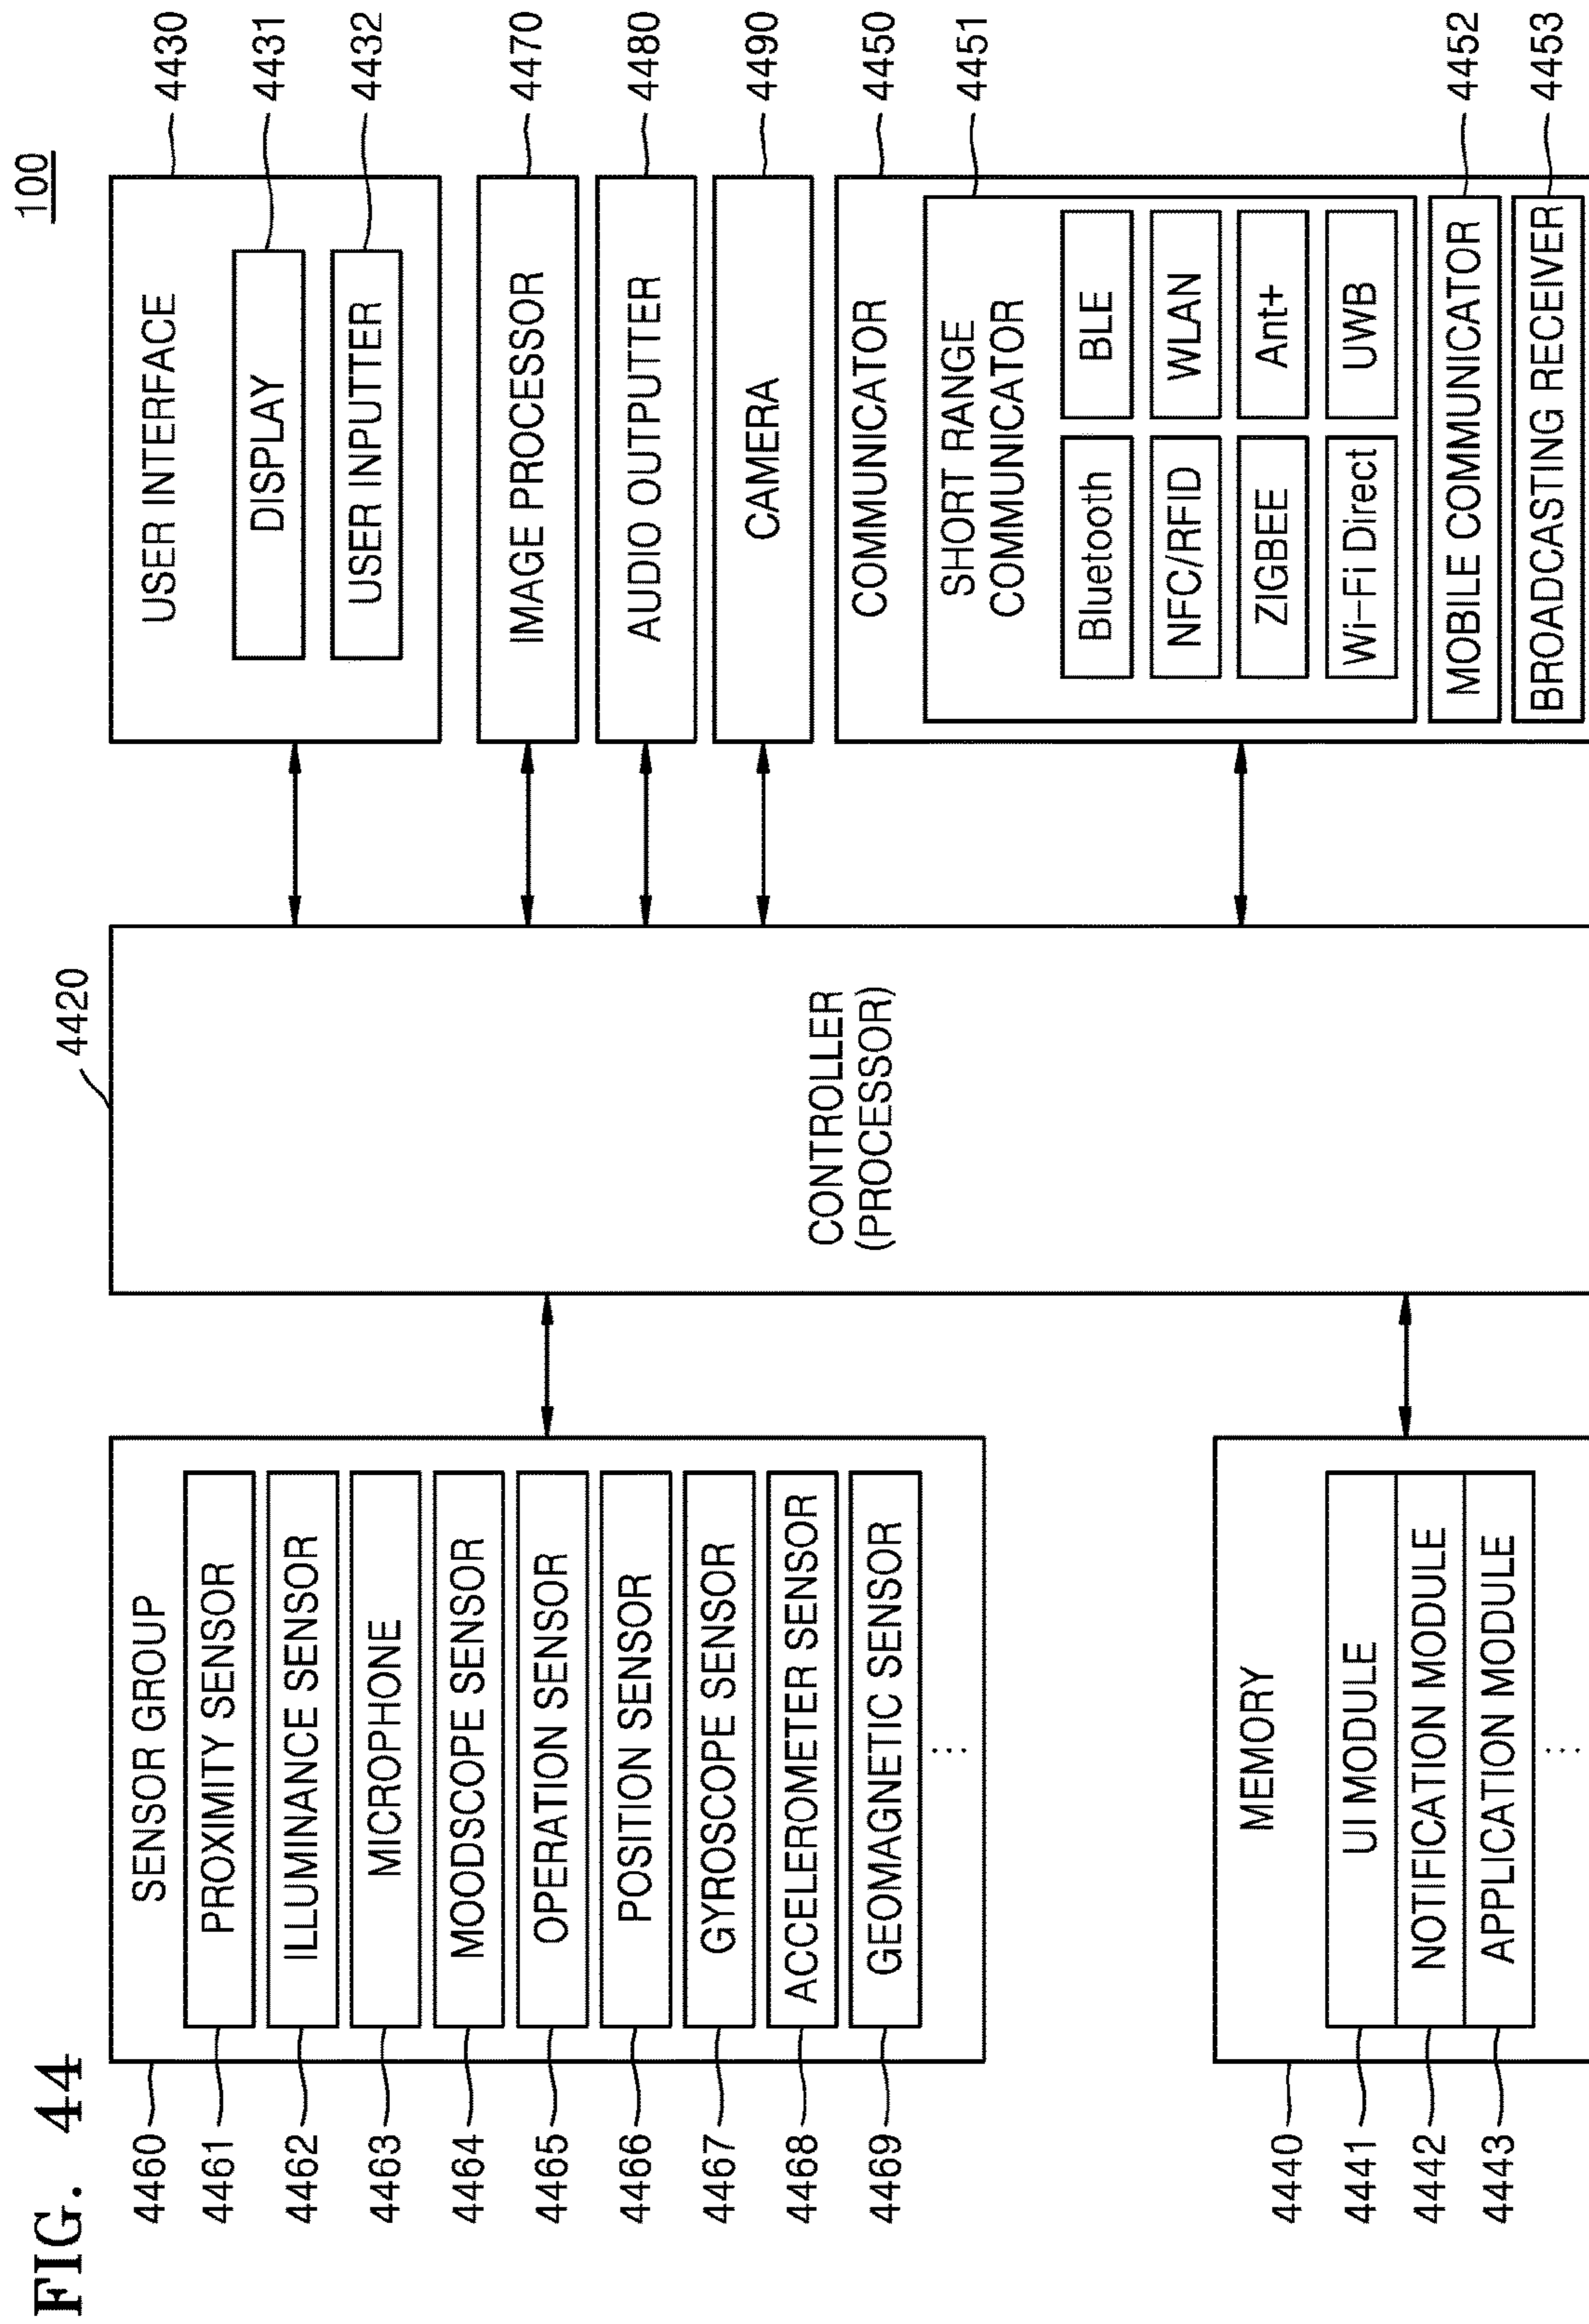 FIG. 44
100
4460
SENSOR GROUP
4461
PROXIMITY SENSOR
4462
ILLUMINANCE SENSOR
4463
MICROPHONE
4464
MOODSCOPE SENSOR
4465
OPERATION SENSOR
4466
POSITION SENSOR
4467
GYROSCOPE SENSOR
4468
ACCELEROMETER SENSOR
4469
GEOMAGNETIC SENSOR
⋮
4440
MEMORY
4441
UI MODULE
4442
NOTIFICATION MODULE
4443
APPLICATION MODULE
⋮
4420
CONTROLLER
(PROCESSOR)
USER INTERFACE
4430
DISPLAY
4431
USER INPUTTER
4432
IMAGE PROCESSOR
4470
AUDIO OUTPUTTER
4480
CAMERA
4490
COMMUNICATOR
4450
SHORT RANGE
COMMUNICATOR
4451
Bluetooth
BLE
NFC/RFID
WLAN
ZIGBEE
Ant+
Wi-Fi Direct
UWB
MOBILE COMMUNICATOR
4452
BROADCASTING RECEIVER
4453